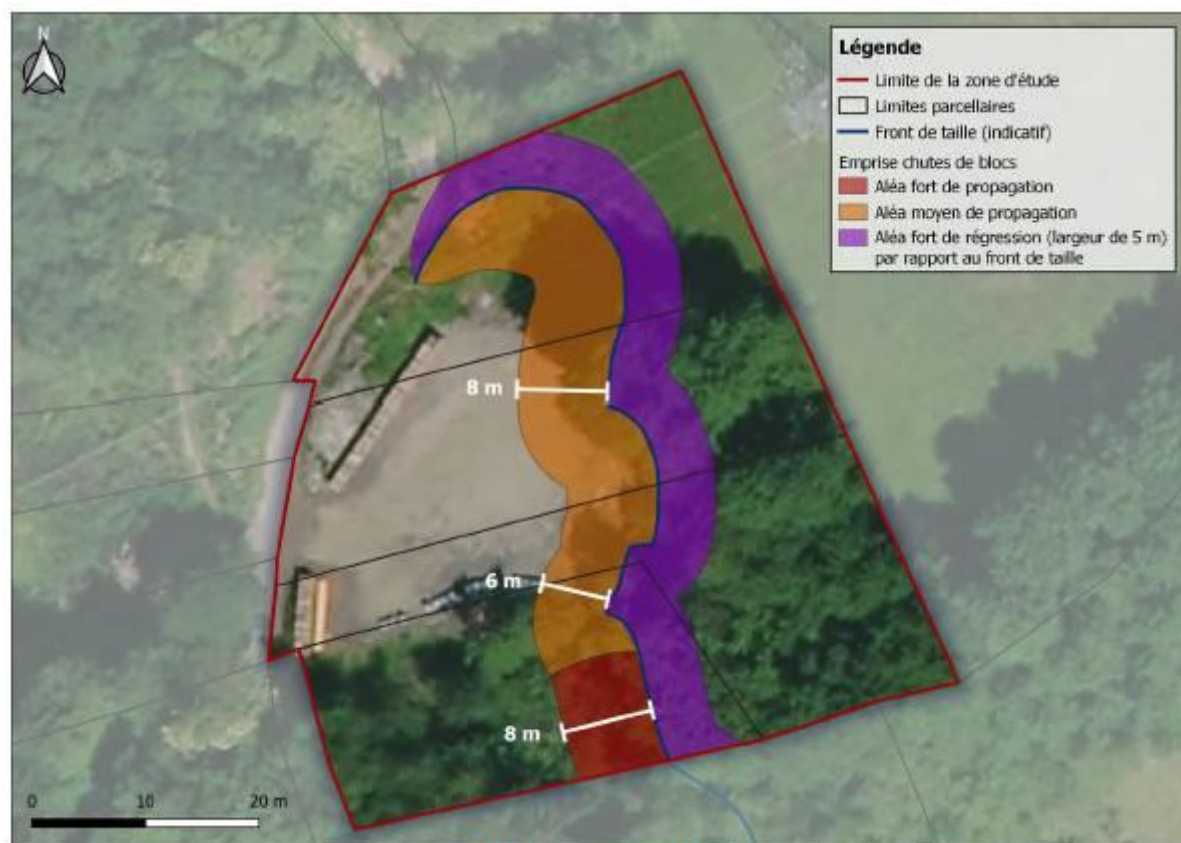 N
Légende
Limite de la zone d'étude
Limites parcellaires
Front de taille (indicatif)
Emprise chutes de blocs
Aléa fort de propagation
Aléa moyen de propagation
Aléa fort de régression (largeur de 5 m)
par rapport au front de taille
8 m
6 m
8 m
0 10 20 m